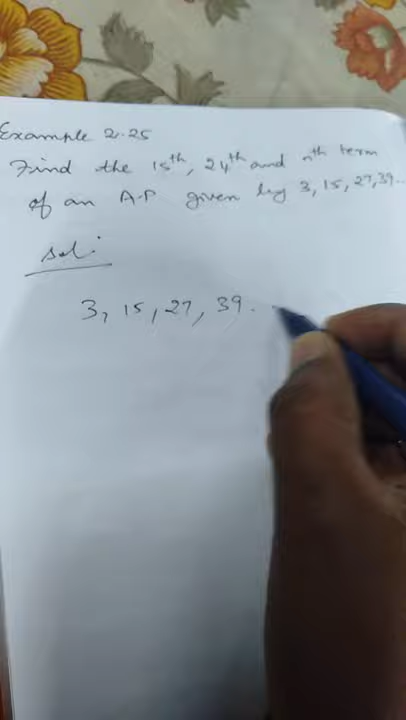 Example 2.25
Find the 15th, 24th and nth term
of an A.P given by 3, 15, 27, 39..
Sol:
3, 15, 27, 39. .